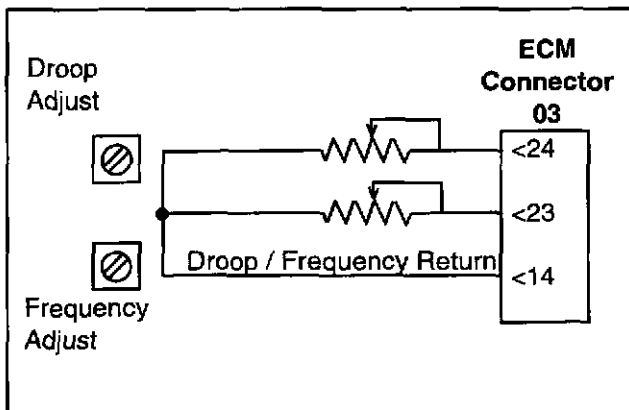 Droop
Adjust
ECM
Connector
03
<24
<23
Droop / Frequency Return
<14
Frequency
Adjust